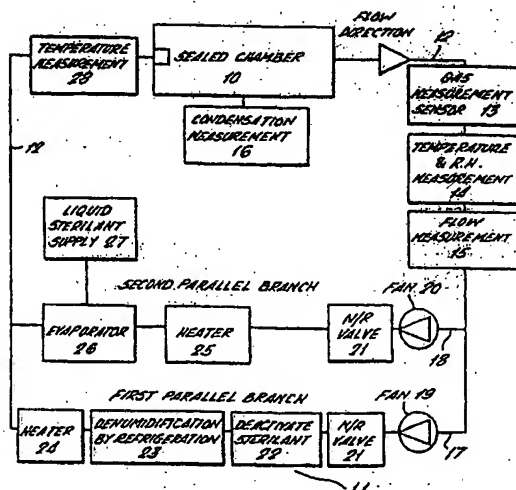 FLOW
DIRECTION
12
TEMPERATURE
MEASUREMENT
28
SEALED CHAMBER
10
GAS
MEASUREMENT
SENSOR 13
CONDENSATION
MEASUREMENT
16
TEMPERATURE
& R.H.
MEASUREMENT
14
12
FLOW
MEASUREMENT
15
LIQUID
STERILANT
SUPPLY 27
SECOND PARALLEL BRANCH
FAN 20
EVAPORATOR
26
HEATER
25
N/R
VALVE
21
18
FIRST PARALLEL BRANCH
FAN 19
HEATER
24
DEHUMIDIFICATION
BY REFRIGERATION
23
DEACTIVATE
STERILANT
22
N/R
VALVE
21
17
11